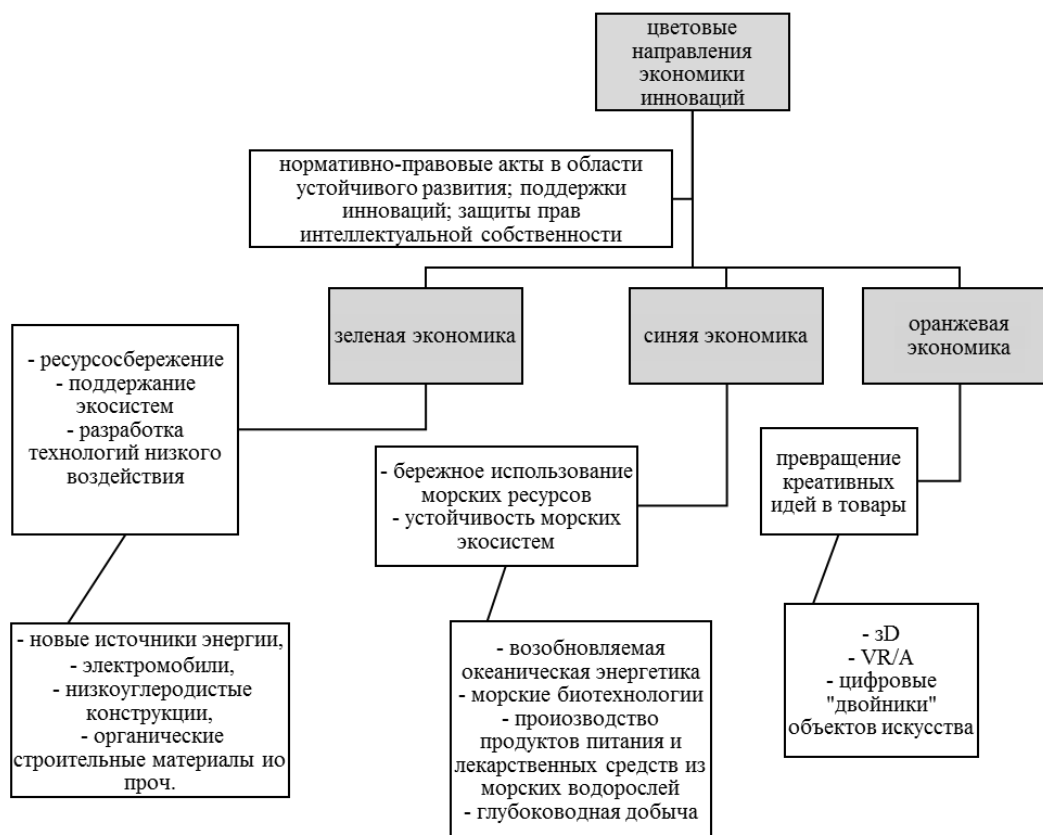 цветовые
направления
экономики
инноваций
нормативно-правовые акты в области
устойчивого развития; поддержки
инноваций; защиты прав
интеллектуальной собственности
зеленая экономика
синяя экономика
оранжевая
экономика
- ресурсосбережение
- поддержание
экосистем
- разработка
технологий низкого
воздействия
- бережное использование
морских ресурсов
- устойчивость морских
экосистем
превращение
креативных
идей в товары
- новые источники энергии,
- электромобили,
- низкоуглеродистые
конструкции,
- органические
строительные материалы ио
проч.
- возобновляемая
океаническая энергетика
- морские биотехнологии
- проиозводство
продуктов питания и
лекарственных средств из
морских водорослей
- глубоководная добыча
- зD
- VR/A
- цифровые
"двойники"
объектов искусства